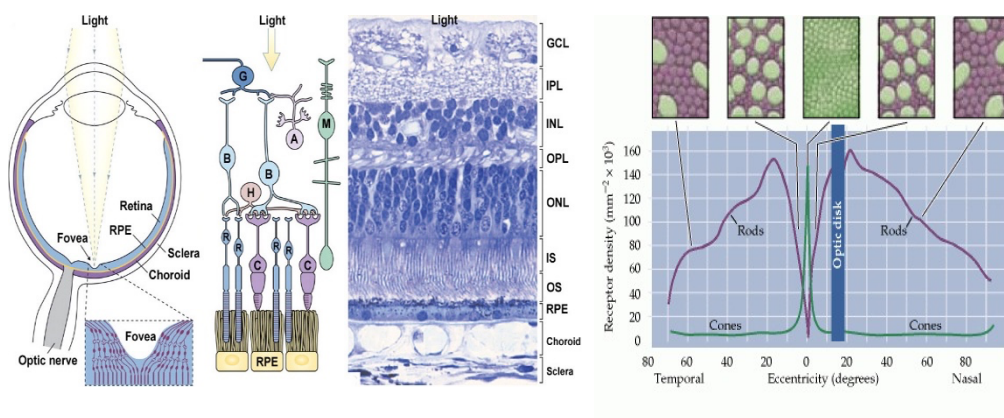 Light
Retina
RPE
Fovea
Sclera
Choroid
Fovea
Optic nerve
Light
G
M
A
B
B
H
R
R
R
R
C
C
RPE
Light
GCL
IPL
INL
OPL
ONL
IS
OS
RPE
Choroid
Sclera
Receptor density (mm⁻² × 10³)
160
140
120
100
80
60
40
20
0
Rods
Optic disk
Rods
Cones
Cones
80 60 40 20 0 20 40 60 80
Temporal Eccentricity (degrees) Nasal